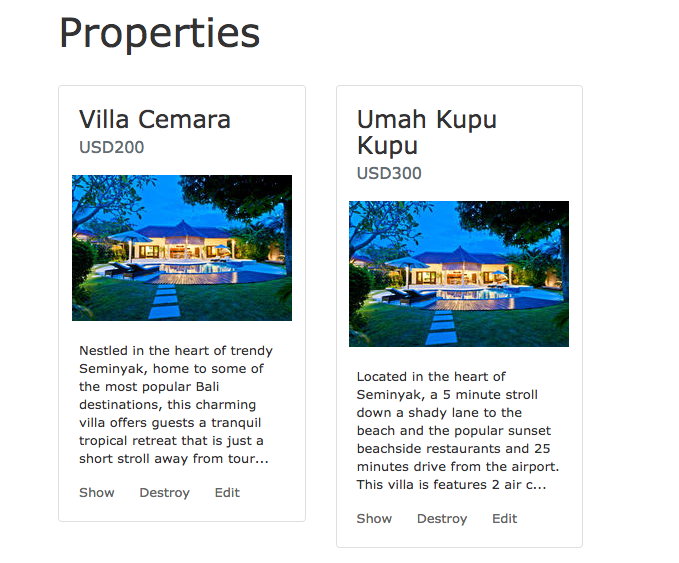 Properties
Villa Cemara
USD200
Nestled in the heart of trendy
Seminyak, home to some of
the most popular Bali
destinations, this charming
villa offers guests a tranquil
tropical retreat that is just a
short stroll away from tour...
Show Destroy Edit
Umah Kupu
Kupu
USD300
Located in the heart of
Seminyak, a 5 minute stroll
down a shady lane to the
beach and the popular sunset
beachside restaurants and 25
minutes drive from the airport.
This villa is features 2 air c...
Show Destroy Edit